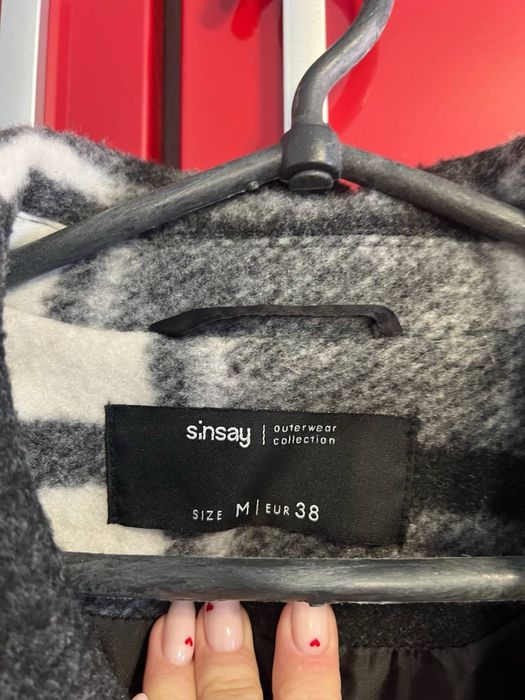 sinsay | outerwear
collection
SIZE M | EUR 38